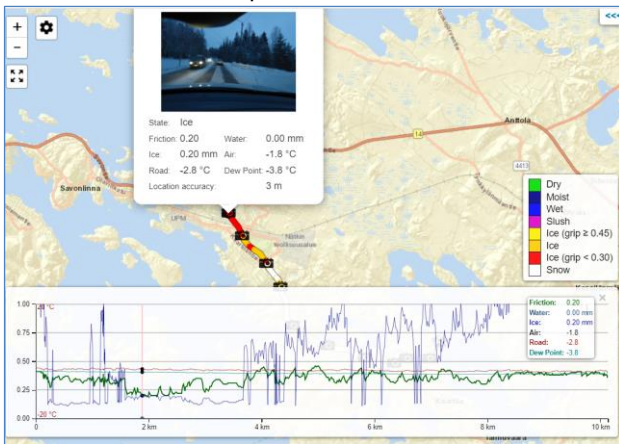 +
−
<<<
State: Ice
Friction: 0.20 Water: 0.00 mm
Ice: 0.20 mm Air: -1.8 °C
Road: -2.8 °C Dew Point: -3.8 °C
Location accuracy: 3 m
Anttola
14
4413
Savonlinna
UPM
Dry
Moist
Wet
Slush
Ice (grip ≥ 0.45)
Ice
Ice (grip < 0.30)
Snow
1.00
0.75
0.50
0.25
0.00
-20 °C
0
2 km
4 km
6 km
8 km
10 km
Friction: 0.20
Water: 0.00 mm
Ice: 0.20 mm
Air: -1.8
Road: -2.8
Dew Point: -3.8